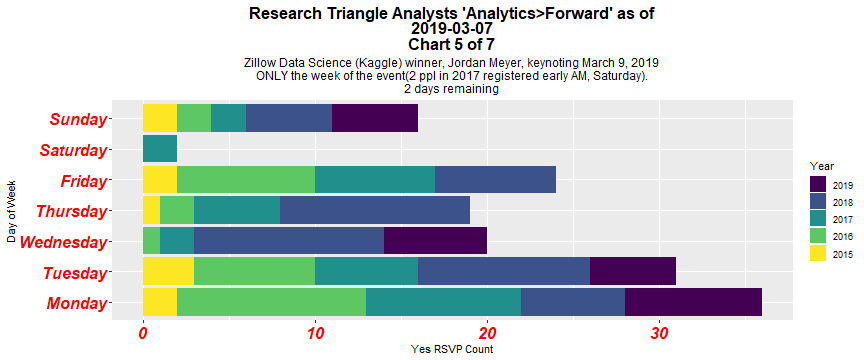 Research Triangle Analysts 'Analytics>Forward' as of
2019-03-07
Chart 5 of 7
Zillow Data Science (Kaggle) winner, Jordan Meyer, keynoting March 9, 2019
ONLY the week of the event(2 ppl in 2017 registered early AM, Saturday).
2 days remaining
Day of Week
Sunday
Saturday
Friday
Thursday
Wednesday
Tuesday
Monday
0 10 20 30
Yes RSVP Count
Year
2019
2018
2017
2016
2015